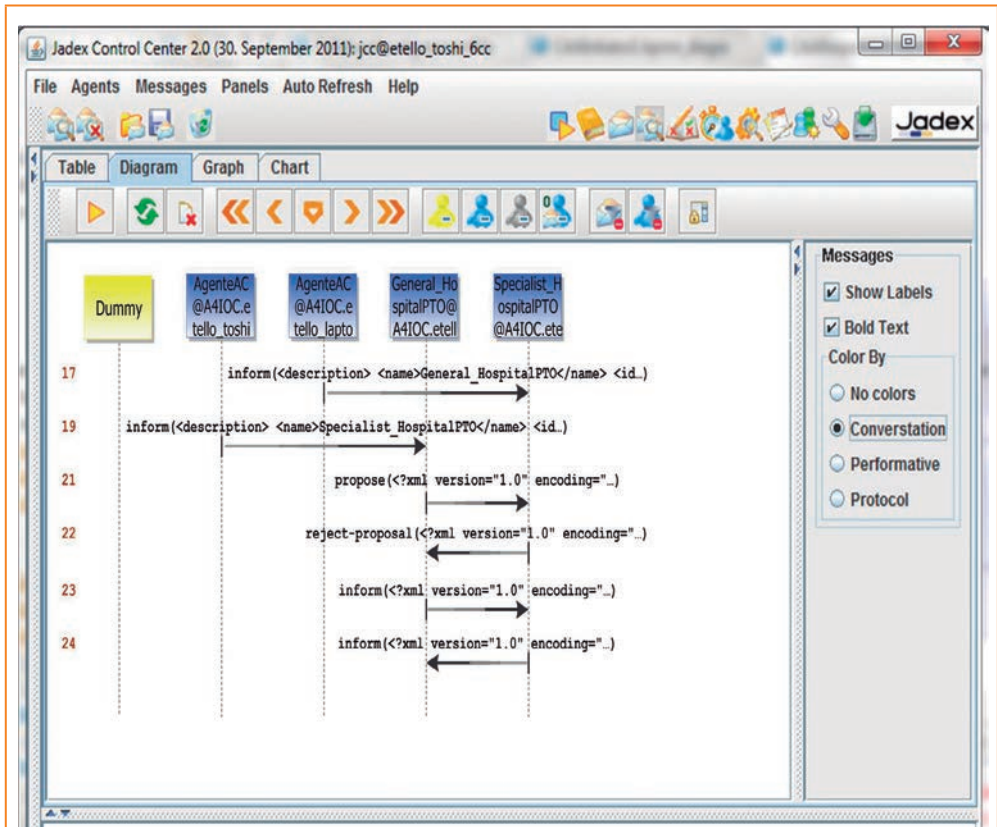 Jadex Control Center 2.0 (30. September 2011): jcc@etello_toshi_6cc
File Agents Messages Panels Auto Refresh Help
Jadex
Table Diagram Graph Chart
Dummy
AgenteAC
@A4IOC.e
tello_toshi
AgenteAC
@A4IOC.e
tello_lapto
General_Ho
spitalPTO@
A4IOC.etell
Specialist_H
ospitalPTO
@A4IOC.ete
17 inform(<description> <name>General_HospitalPTO</name> <id…)
19 inform(<description> <name>Specialist_HospitalPTO</name> <id…)
21 propose(<?xml version="1.0" encoding="…)
22 reject-proposal(<?xml version="1.0" encoding="…)
23 inform(<?xml version="1.0" encoding="…)
24 inform(<?xml version="1.0" encoding="…)
Messages
Show Labels
Bold Text
Color By
No colors
Converstation
Performative
Protocol